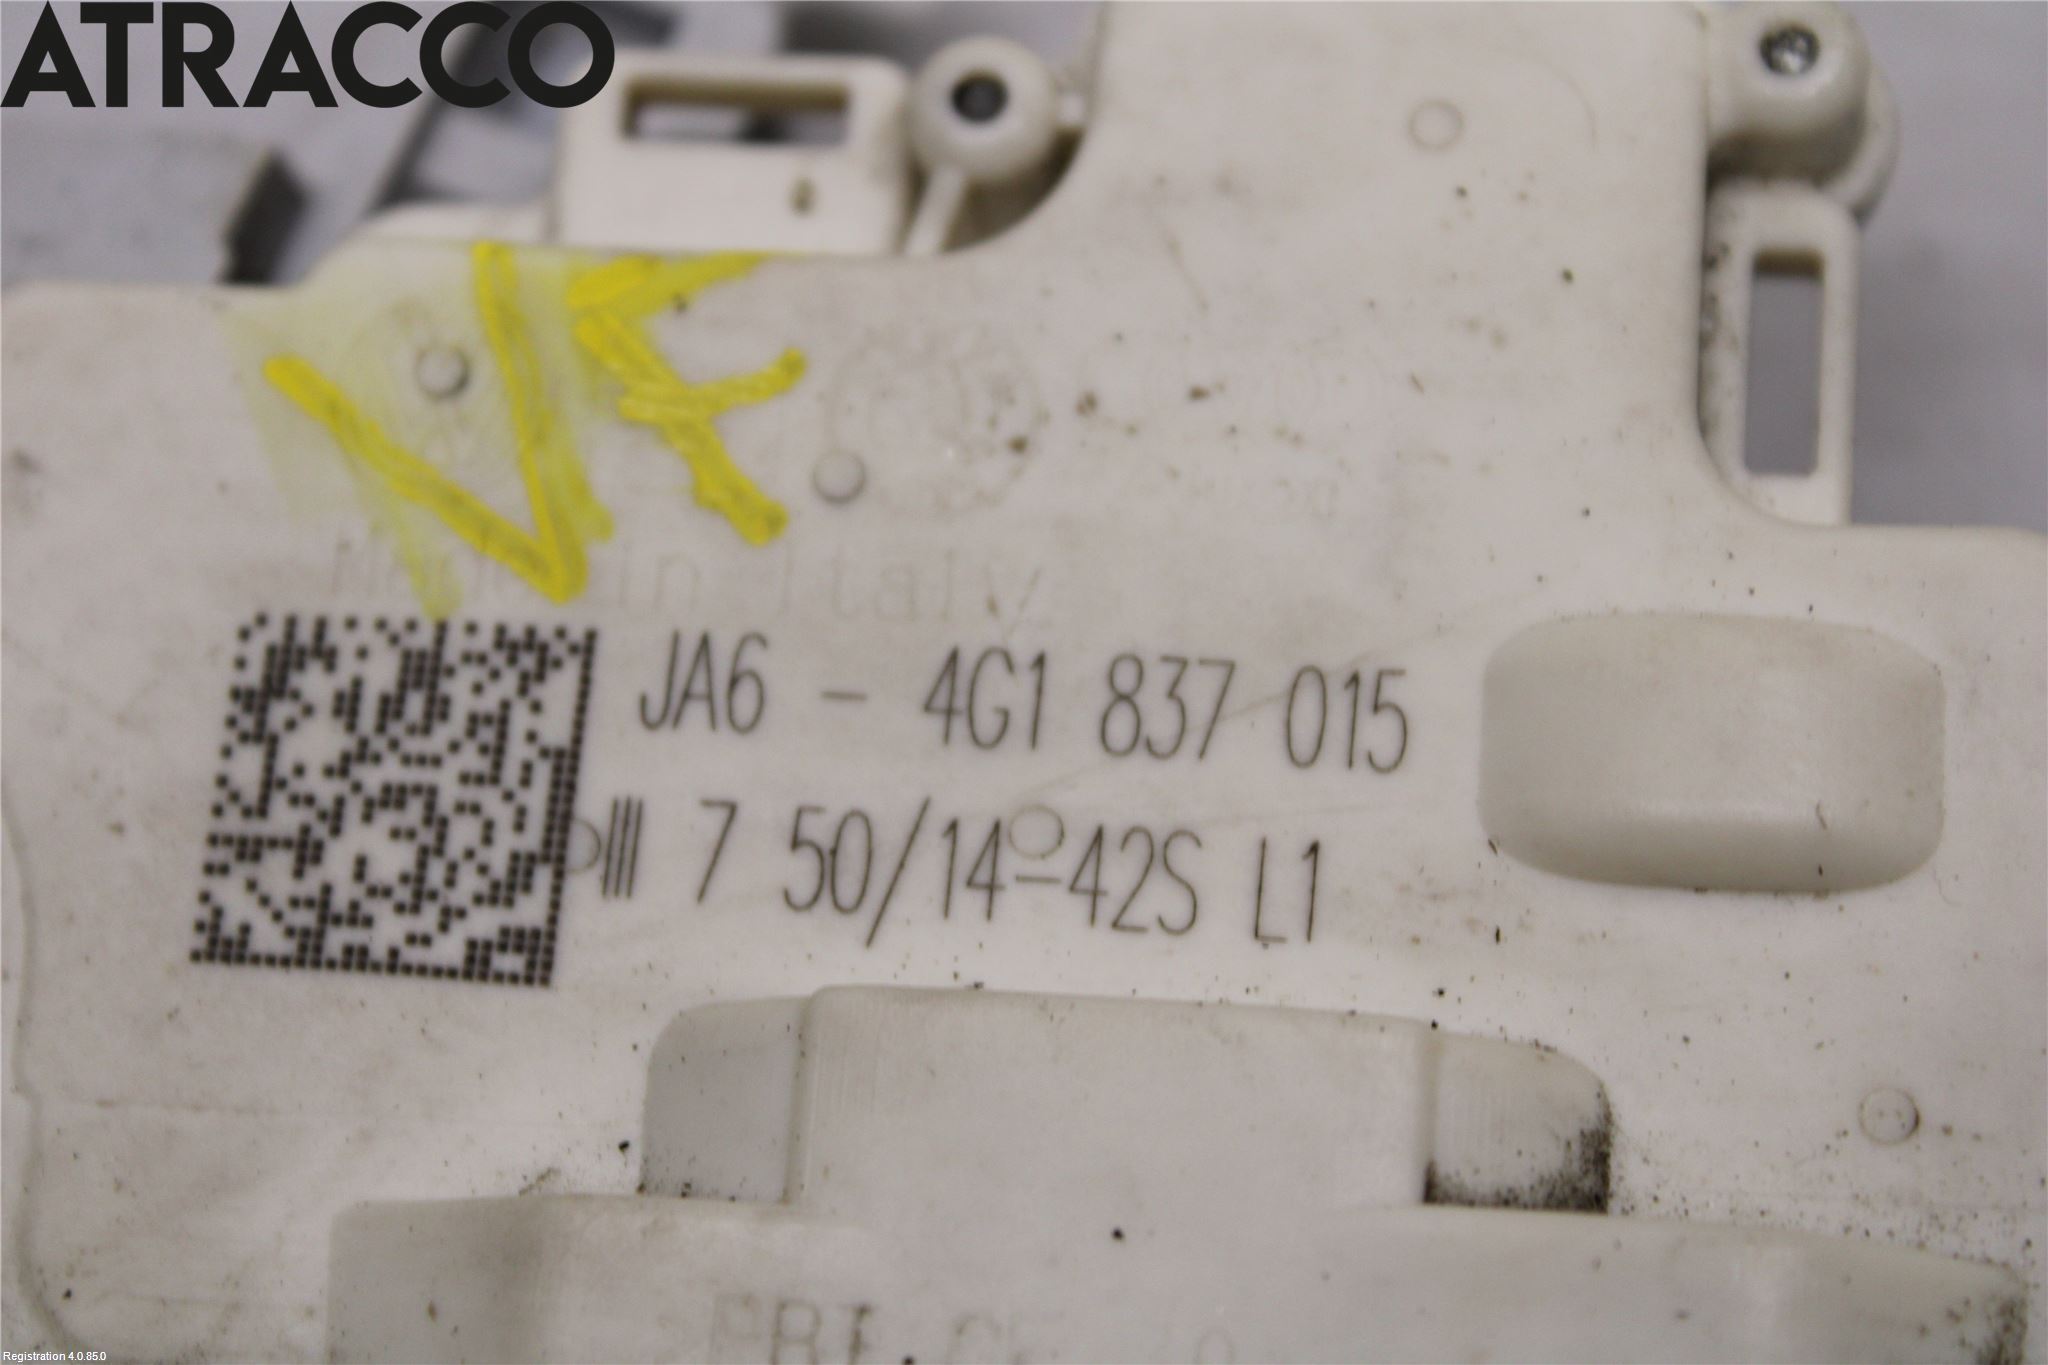 ATRACCO
VF
Made in Italy
JA6 - 4G1 837 015
7 50/14-42S L1
Registration 4.0.85.0